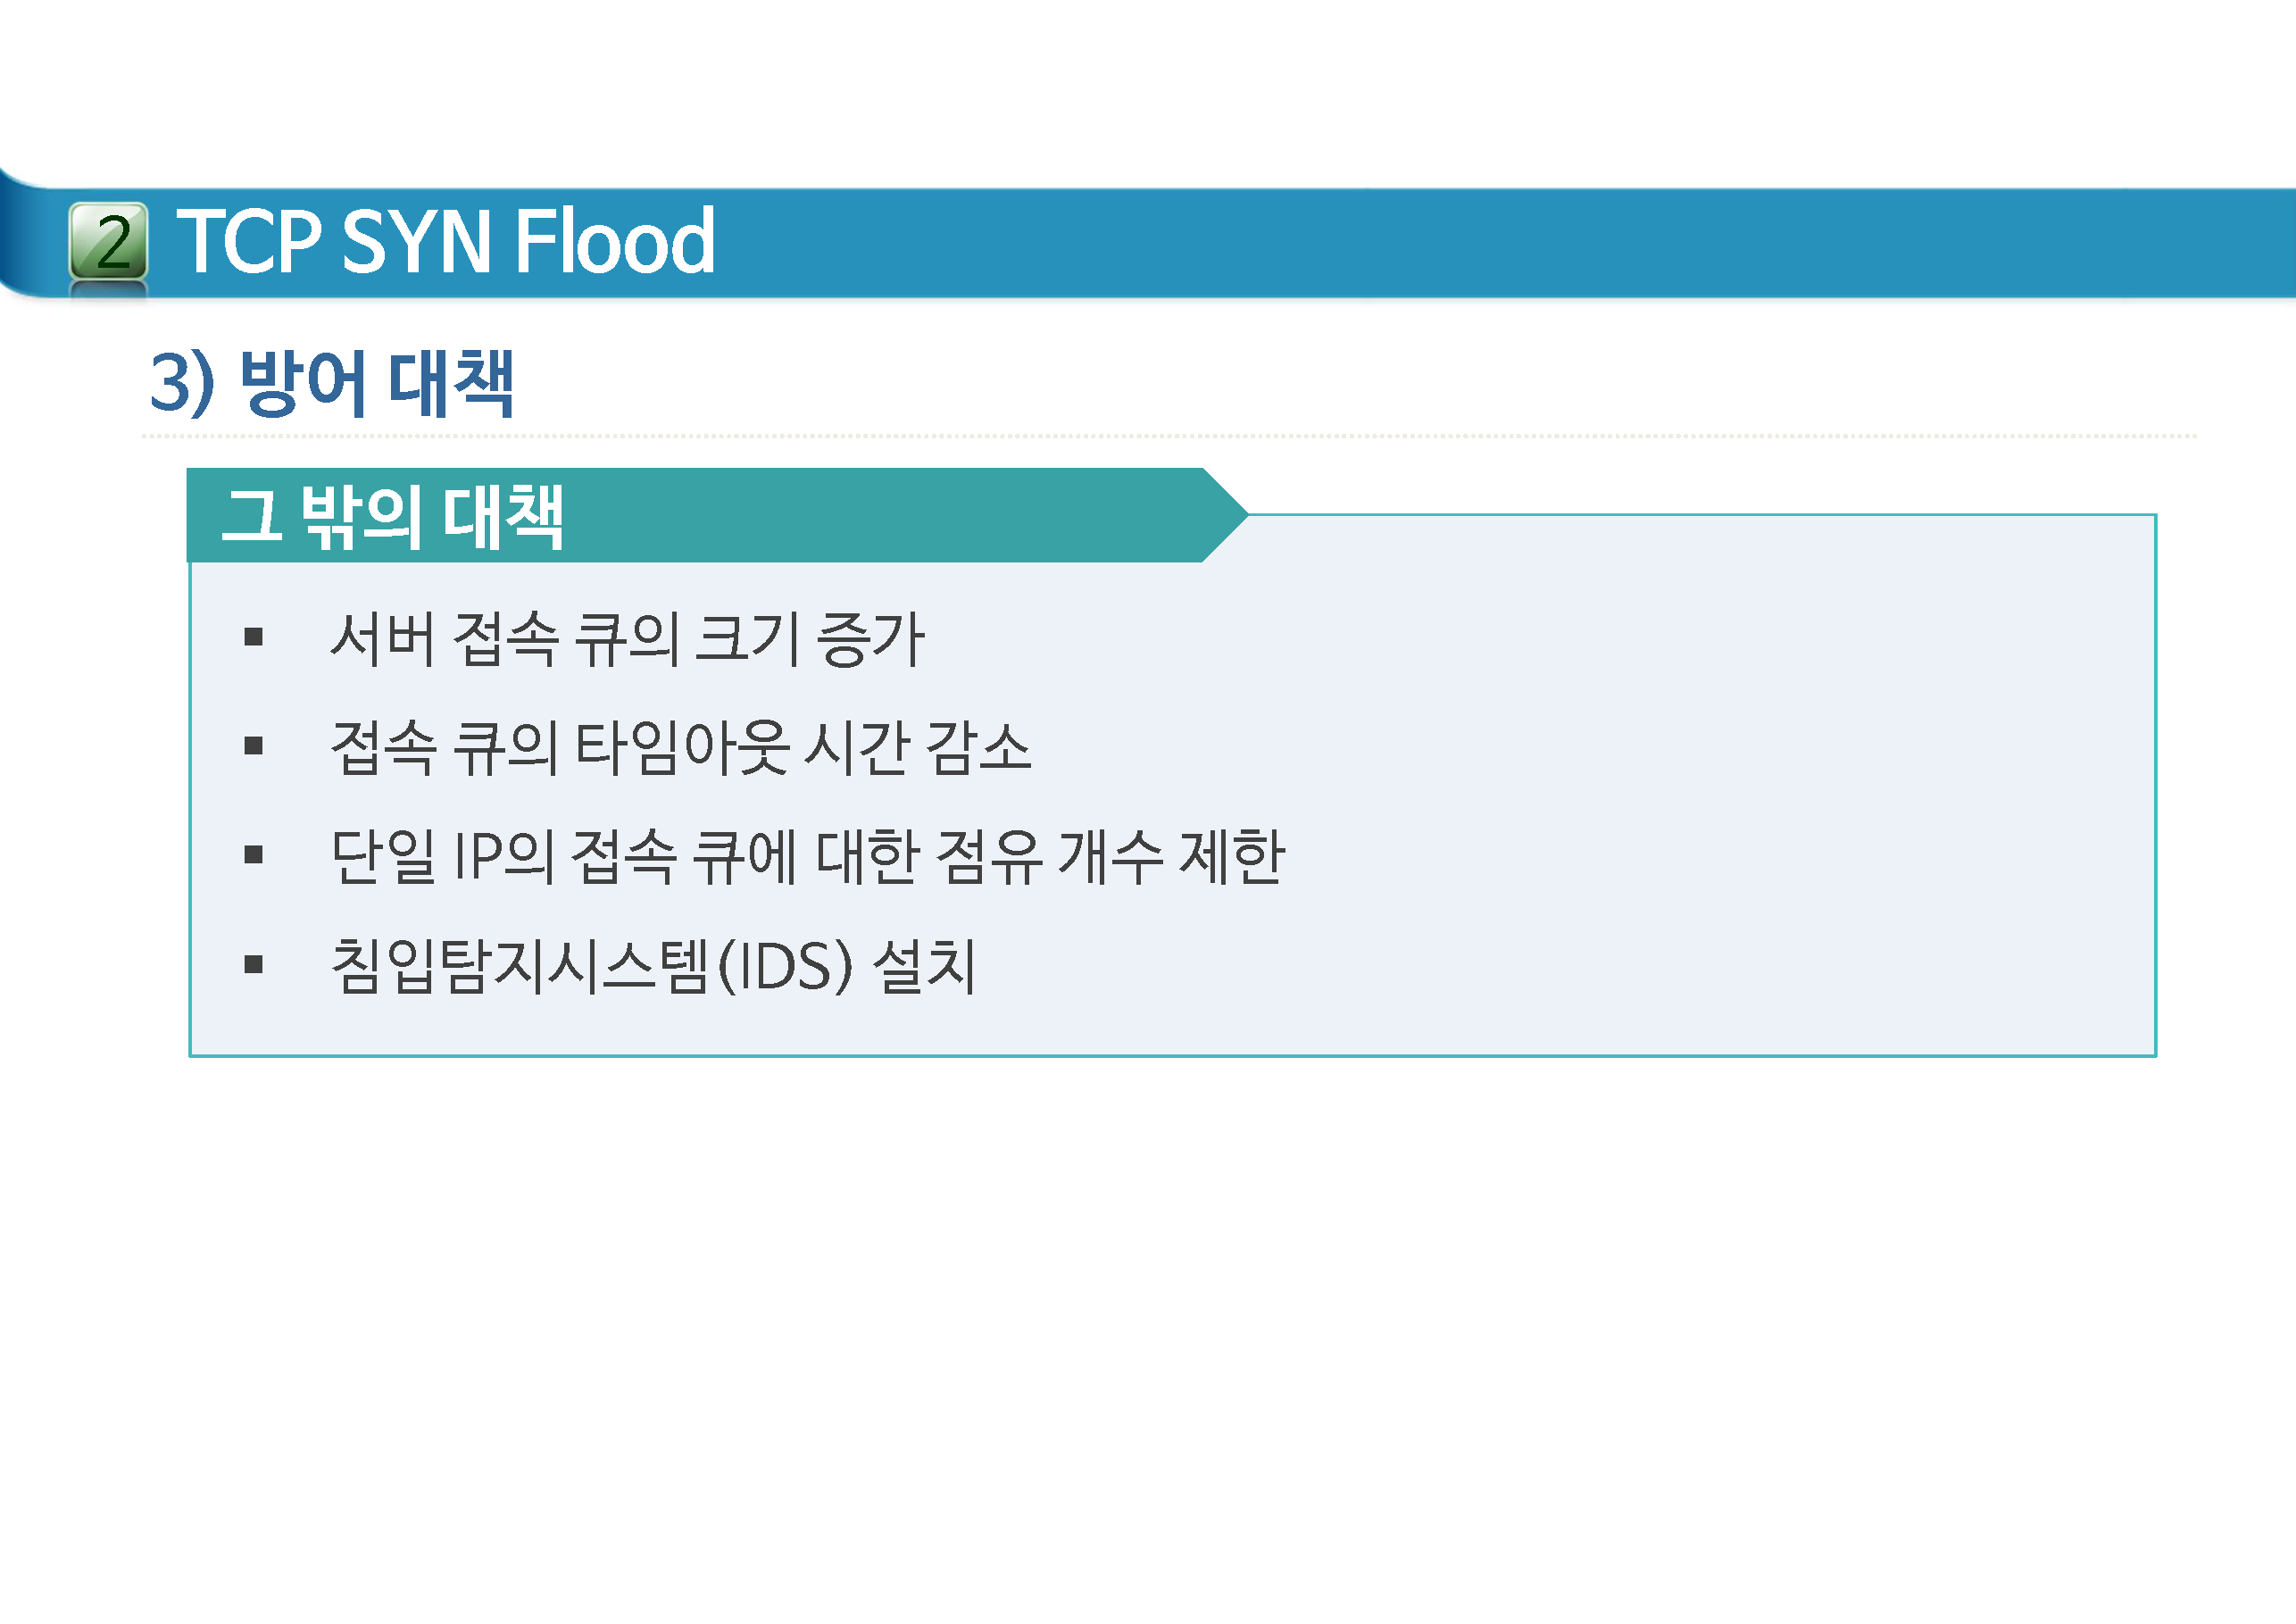 2 TCP SYN Flood
3) 방어 대책
그 밖의 대책
▪ 서버 접속 큐의 크기 증가
▪ 접속 큐의 타임아웃 시간 감소
▪ 단일 IP의 접속 큐에 대한 점유 개수 제한
▪ 침입탐지시스템(IDS) 설치